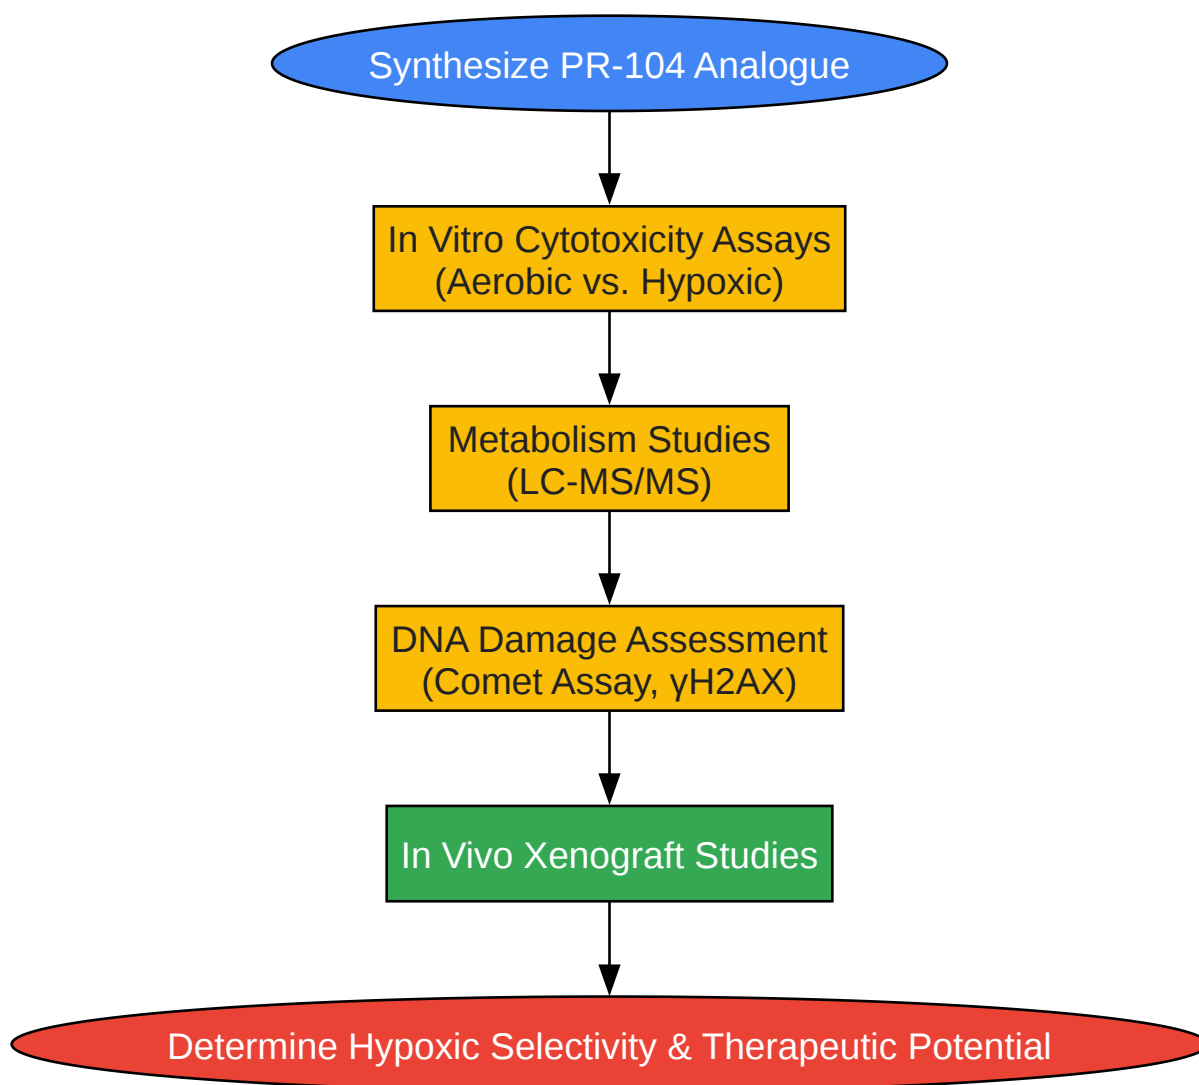 Synthesize PR-104 Analogue
In Vitro Cytotoxicity Assays
(Aerobic vs. Hypoxic)
Metabolism Studies
(LC-MS/MS)
DNA Damage Assessment
(Comet Assay, γH2AX)
In Vivo Xenograft Studies
Determine Hypoxic Selectivity & Therapeutic Potential